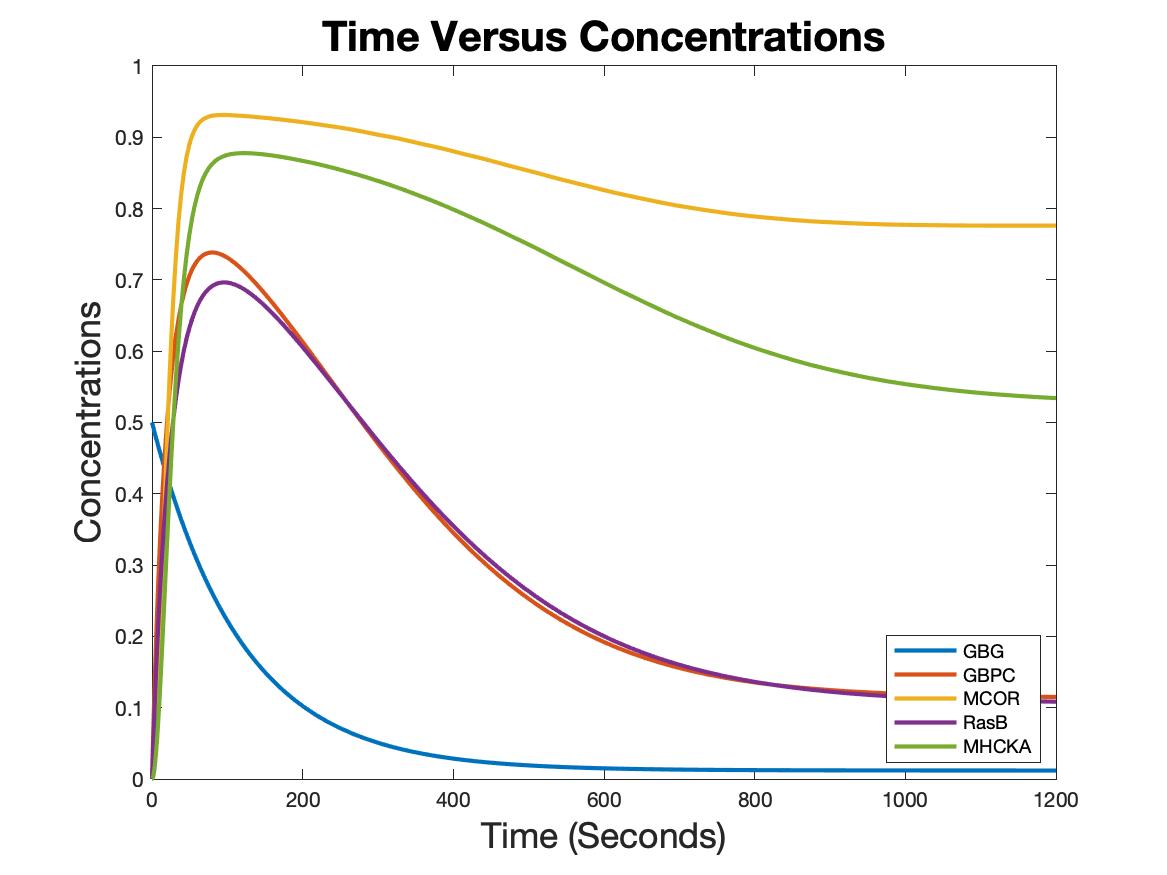 Time Versus Concentrations
1
0.9
0.8
0.7
0.6
0.5
0.4
0.3
0.2
0.1
0
Concentrations
GBG
GBPC
MCOR
RasB
MHCKA
0 200 400 600 800 1000 1200
Time (Seconds)